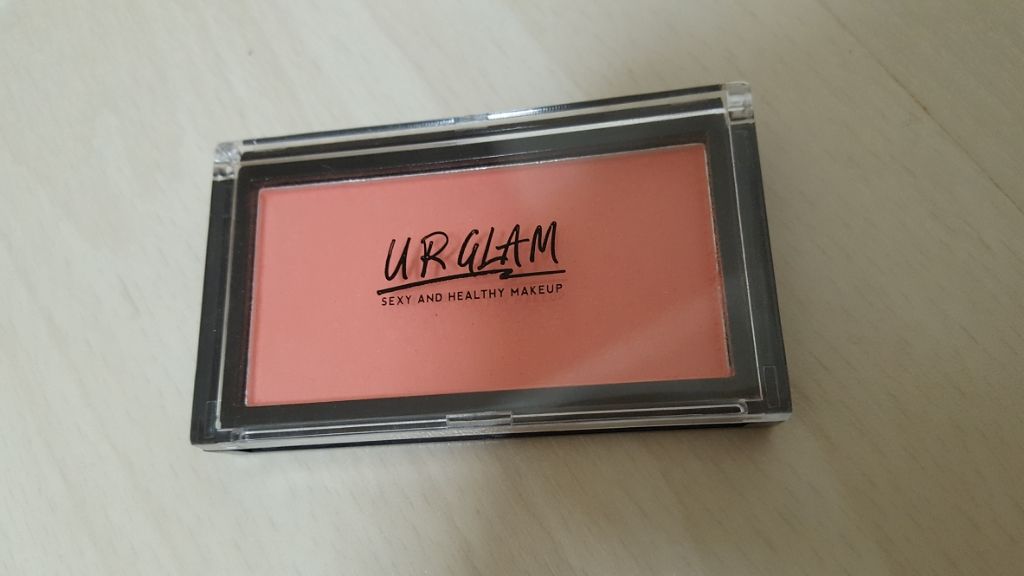 URGLAM
SEXY AND HEALTHY MAKEUP